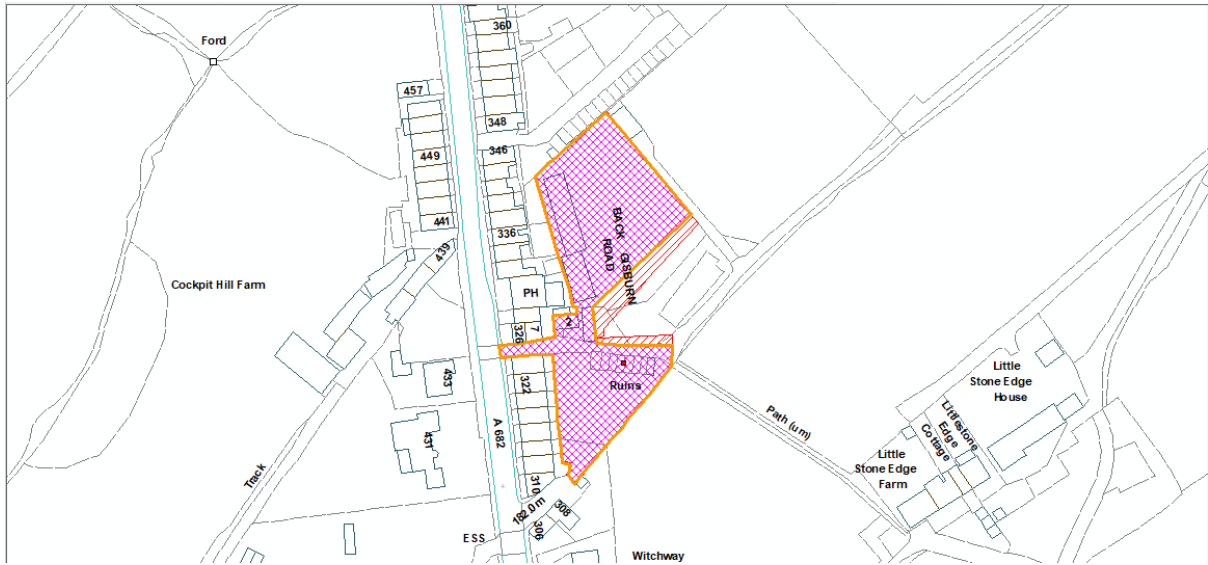 360
Ford
457
348
346
449
441
336
439
BACK GISBURN
ROAD
Cockpit Hill Farm
PH
2
7
326
322
433
Ruins
431
A 682
Path (um)
Little
Stone Edge
House
Littlestone
Edge
Cottage
Little
Stone Edge
Farm
Track
310
182.0 m
308
306
ESS
Witchway